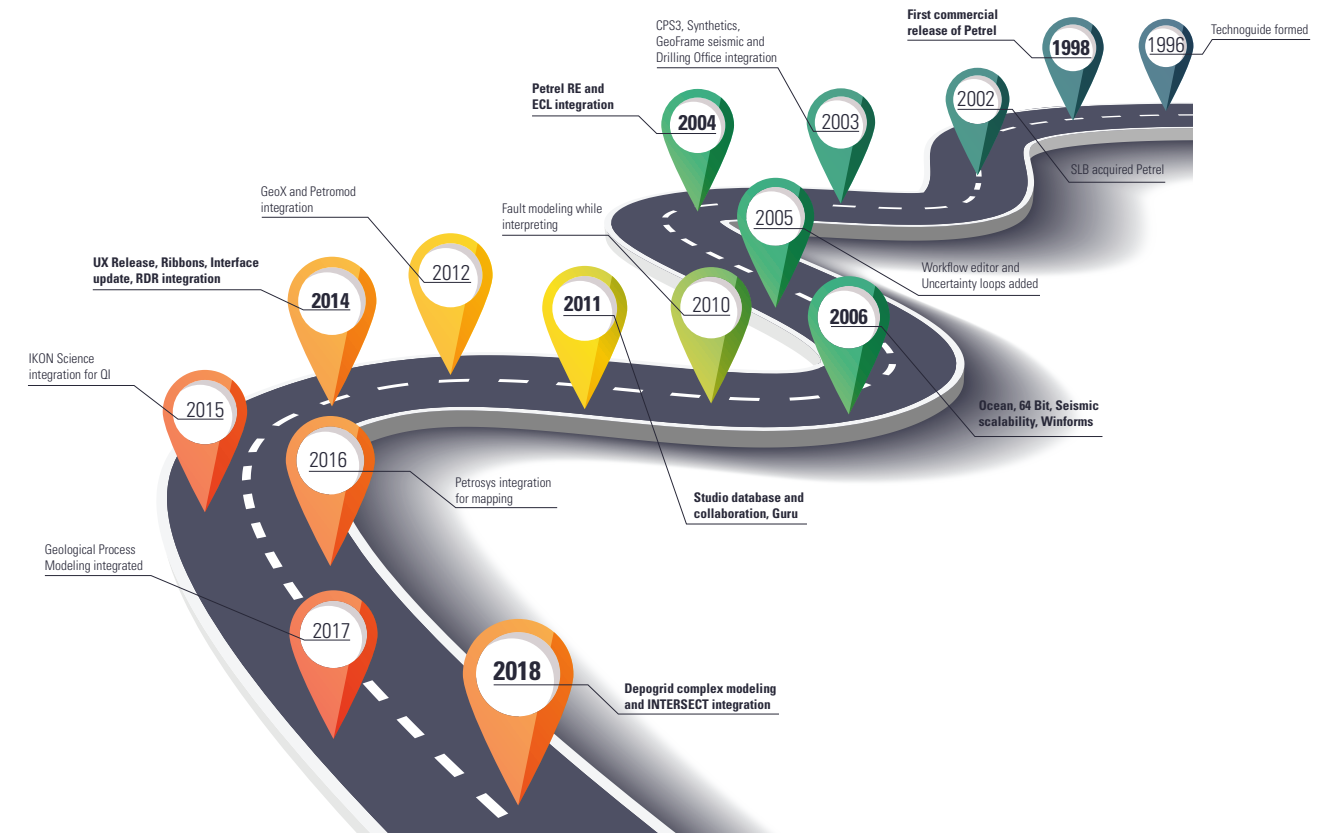 Technoguide formed
1996
First commercial
release of Petrel
1998
2002
SLB acquired Petrel
CPS3, Synthetics,
GeoFrame seismic and
Drilling Office integration
2003
Petrel RE and
ECL integration
2004
2005
Workflow editor and
Uncertainty loops added
2006
Ocean, 64 Bit, Seismic
scalability, Winforms
Fault modeling while
interpreting
2010
2011
Studio database and
collaboration, Guru
GeoX and Petromod
integration
2012
UX Release, Ribbons, Interface
update, RDR integration
2014
IKON Science
integration for QI
2015
2016
Petrosys integration
for mapping
Geological Process
Modeling integrated
2017
2018
Depogrid complex modeling
and INTERSECT integration